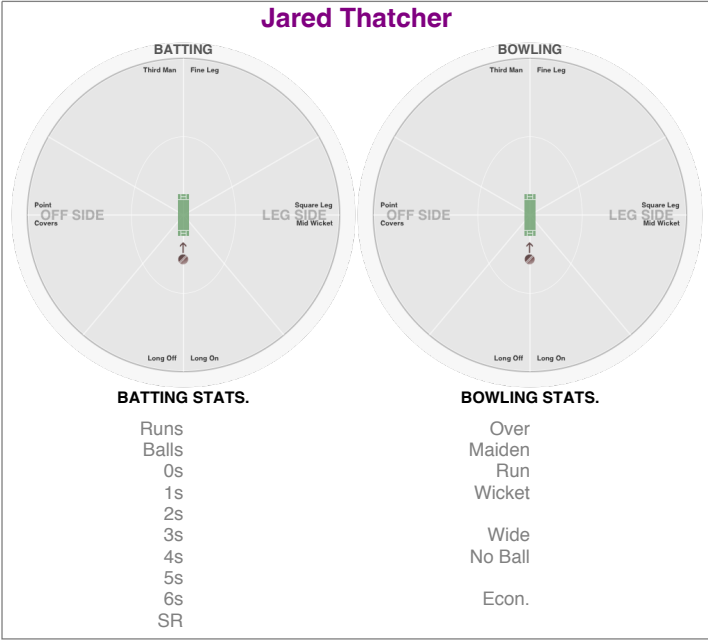 Jared Thatcher
BATTING
Third Man Fine Leg
Point
OFF SIDE
Covers
Square Leg
LEG SIDE
Mid Wicket
Long Off Long On
BOWLING
Third Man Fine Leg
Point
OFF SIDE
Covers
Square Leg
LEG SIDE
Mid Wicket
Long Off Long On
BATTING STATS.
Runs
Balls
0s
1s
2s
3s
4s
5s
6s
SR
BOWLING STATS.
Over
Maiden
Run
Wicket
Wide
No Ball
Econ.